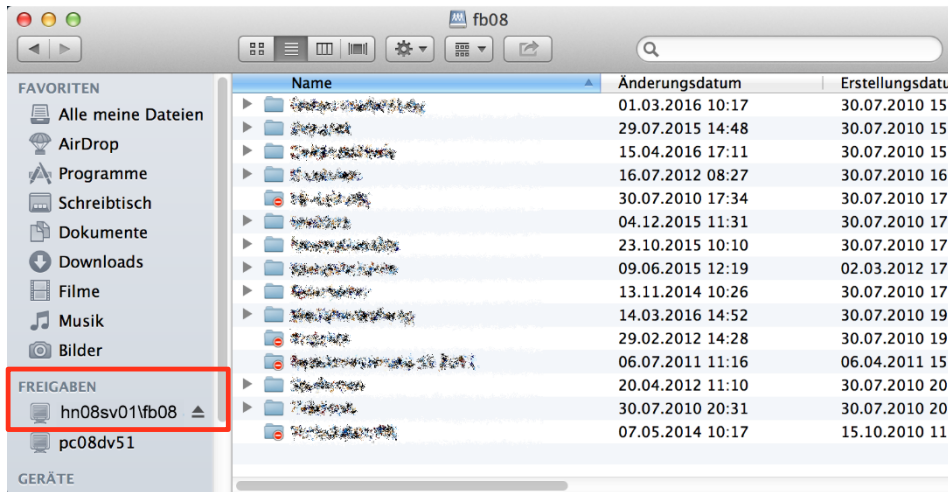 fb08
FAVORITEN
Alle meine Dateien
AirDrop
Programme
Schreibtisch
Dokumente
Downloads
Filme
Musik
Bilder
FREIGABEN
hn08sv01\fb08
pc08dv51
GERÄTE
Name Änderungsdatum Erstellungsdatu
01.03.2016 10:17 30.07.2010 15
29.07.2015 14:48 30.07.2010 15
15.04.2016 17:11 30.07.2010 15
16.07.2012 08:27 30.07.2010 16
30.07.2010 17:34 30.07.2010 17
04.12.2015 11:31 30.07.2010 17
23.10.2015 10:10 30.07.2010 17
09.06.2015 12:19 02.03.2012 17
13.11.2014 10:26 30.07.2010 17
14.03.2016 14:52 30.07.2010 19
29.02.2012 14:28 30.07.2010 19
06.07.2011 11:16 06.04.2011 15
20.04.2012 11:10 30.07.2010 20
30.07.2010 20:31 30.07.2010 20
07.05.2014 10:17 15.10.2010 11